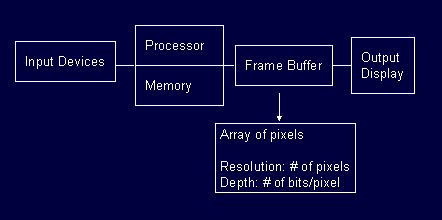 Input Devices
Processor
Memory
Frame Buffer
Output
Display
Array of pixels
Resolution: # of pixels
Depth: # of bits/pixel